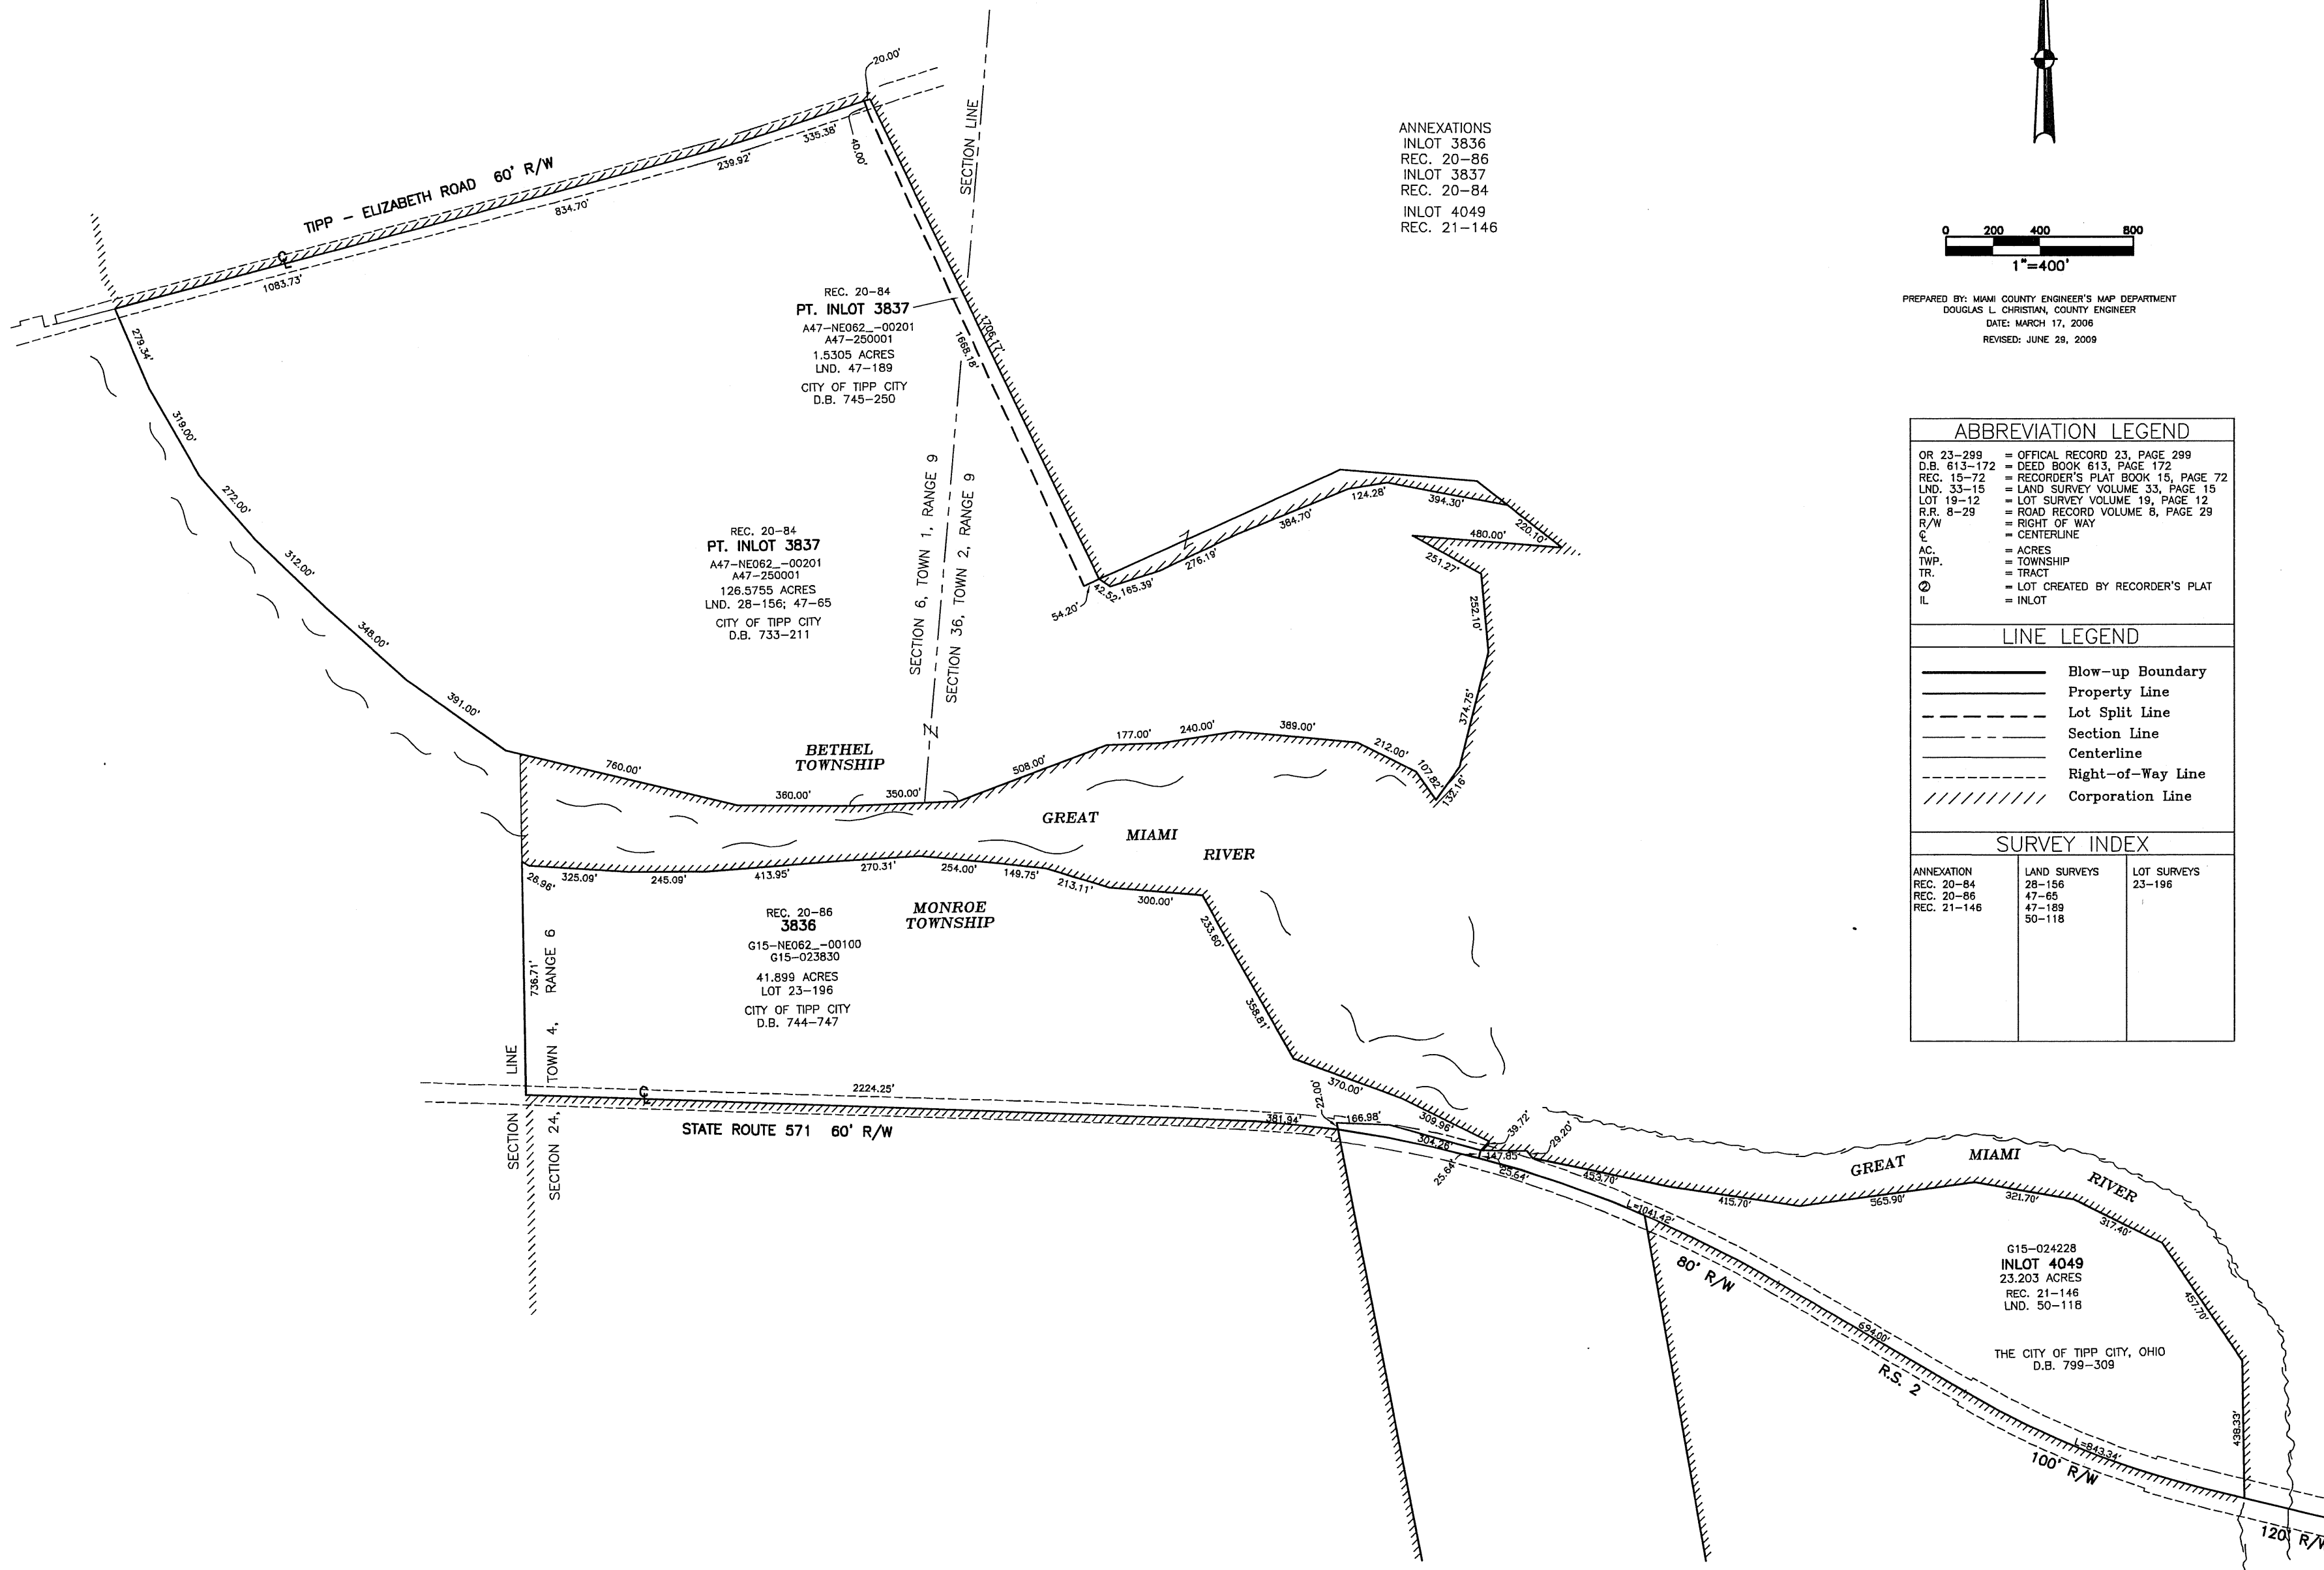 20.00'
40.00'
335.38'
239.92'
TIPP - ELIZABETH ROAD 60' R/W
834.70'
C̵L
1083.73'
SECTION LINE
ANNEXATIONS
INLOT 3836
REC. 20-86
INLOT 3837
REC. 20-84
INLOT 4049
REC. 21-146
0 200 400 800
1"=400'
PREPARED BY: MIAMI COUNTY ENGINEER'S MAP DEPARTMENT
DOUGLAS L. CHRISTIAN, COUNTY ENGINEER
DATE: MARCH 17, 2006
REVISED: JUNE 29, 2009
REC. 20-84
PT. INLOT 3837
A47-NE062_-00201
A47-250001
1.5305 ACRES
LND. 47-189
CITY OF TIPP CITY
D.B. 745-250
1706.17'
1668.18'
279.34'
319.00'
272.00'
312.00'
348.00'
391.00'
REC. 20-84
PT. INLOT 3837
A47-NE062_-00201
A47-250001
126.5755 ACRES
LND. 28-156; 47-65
CITY OF TIPP CITY
D.B. 733-211
SECTION 6, TOWN 1, RANGE 9
SECTION 36, TOWN 2, RANGE 9
54.20'
42.52'
165.39'
276.19'
384.70'
124.28'
394.30'
220.10'
480.00'
251.27'
252.10'
374.75'
132.16'
107.82'
212.00'
389.00'
240.00'
177.00'
508.00'
350.00'
360.00'
760.00'
BETHEL
TOWNSHIP
GREAT
MIAMI
RIVER
26.96'
325.09'
245.09'
413.95'
270.31'
254.00'
149.75'
213.11'
300.00'
233.60'
358.81'
370.00'
309.96'
REC. 20-86
3836
G15-NE062_-00100
G15-023830
41.899 ACRES
LOT 23-196
CITY OF TIPP CITY
D.B. 744-747
MONROE
TOWNSHIP
736.71'
SECTION LINE
SECTION 24, TOWN 4, RANGE 6
C̵L
2224.25'
STATE ROUTE 571 60' R/W
381.94'
22.00'
166.98'
304.26'
39.72'
29.20'
147.85'
25.64'
25.64'
453.70'
L=1041.42'
415.70'
565.90'
321.70'
317.40'
457.70'
438.33'
GREAT
MIAMI
RIVER
80' R/W
694.00'
R.S. 2
L=843.34'
100' R/W
120' R/W
G15-024228
INLOT 4049
23.203 ACRES
REC. 21-146
LND. 50-118
THE CITY OF TIPP CITY, OHIO
D.B. 799-309
ABBREVIATION LEGEND
OR 23-299 = OFFICAL RECORD 23, PAGE 299
D.B. 613-172 = DEED BOOK 613, PAGE 172
REC. 15-72 = RECORDER'S PLAT BOOK 15, PAGE 72
LND. 33-15 = LAND SURVEY VOLUME 33, PAGE 15
LOT 19-12 = LOT SURVEY VOLUME 19, PAGE 12
R.R. 8-29 = ROAD RECORD VOLUME 8, PAGE 29
R/W = RIGHT OF WAY
C̵L = CENTERLINE
AC. = ACRES
TWP. = TOWNSHIP
TR. = TRACT
② = LOT CREATED BY RECORDER'S PLAT
IL = INLOT
LINE LEGEND
Blow-up Boundary
Property Line
Lot Split Line
Section Line
Centerline
Right-of-Way Line
Corporation Line
SURVEY INDEX
ANNEXATION LAND SURVEYS LOT SURVEYS
REC. 20-84 28-156 23-196
REC. 20-86 47-65
REC. 21-146 47-189
50-118